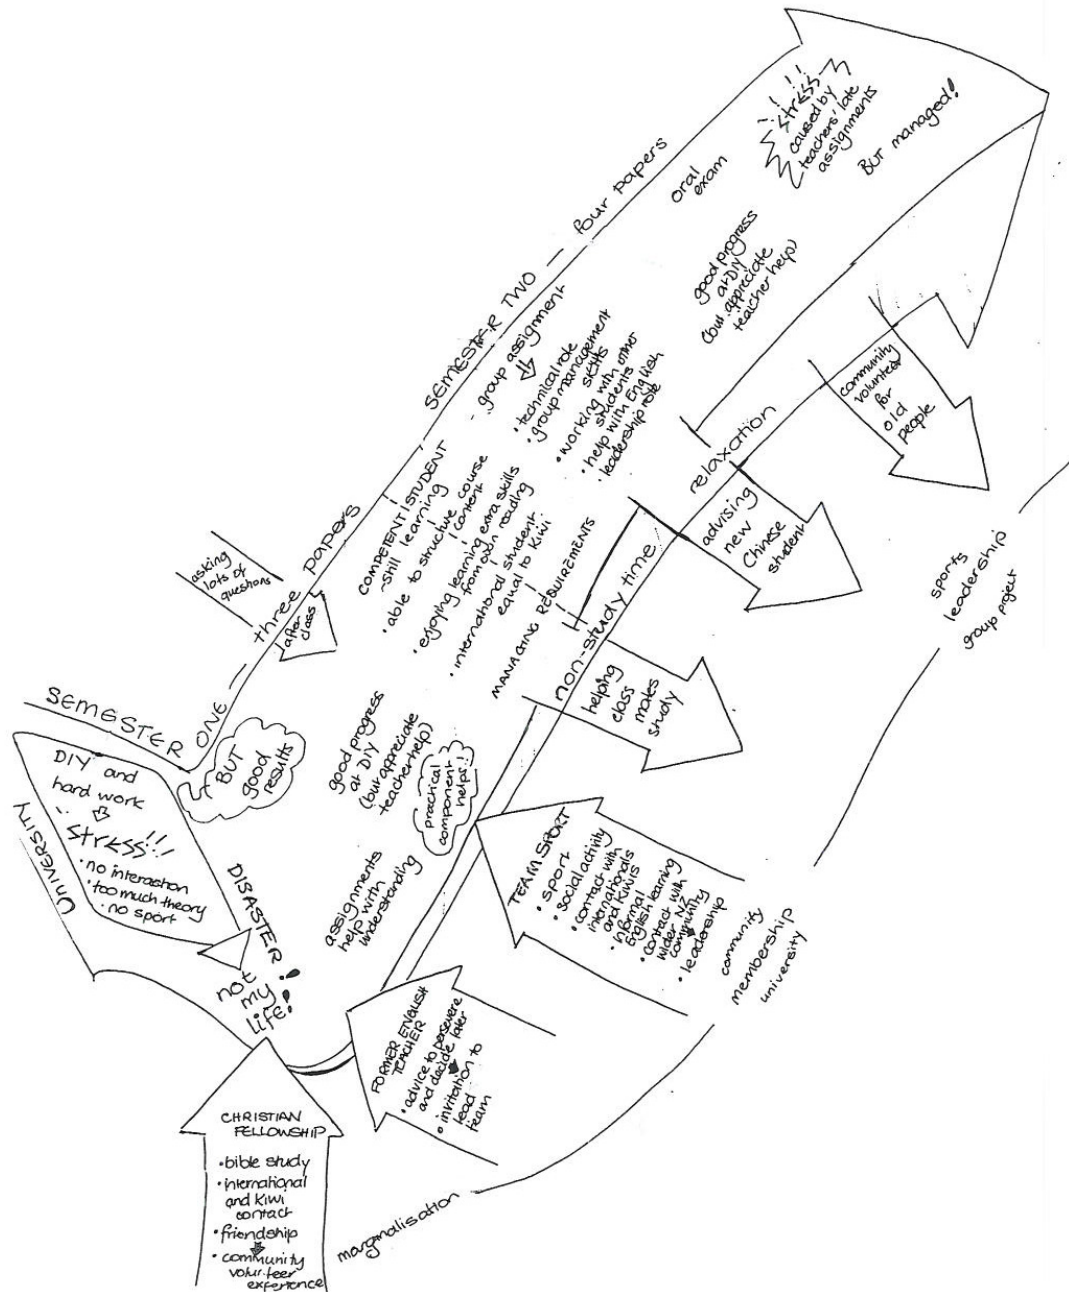 SEMESTER ONE — three papers
SEMESTER TWO — four papers
University
DIY and
hard work
stress!!!
• no interaction
• too much theory
• no sport
DISASTER!
not
my
life!
BUT
good
results
asking
lots of
questions
after
class
assignments
help with
understanding
good progress
at DIY
(but appreciate
teacher help)
practical
component
helps!
COMPETENT STUDENT
- still learning
• able to structure course
content
• enjoying learning extra skills
from own reading
• international student
equal to Kiwi
MANAGING REQUIREMENTS
- group assignment
• technical role
• group management
skills
• working with other
students
• help with English
• leadership role
good progress
at DIY
(but appreciate
teacher help)
oral
exam
stress
caused by
teachers' late
assignments
BUT managed!
non-study time
relaxation
helping
class
mates
study
advising
new
Chinese
student
community
volunteer
for
old
people
CHRISTIAN
FELLOWSHIP
• bible study
• international
and Kiwi
contact
• friendship
• community
volunteer
experience
FORMER ENGLISH
TEACHER
• advice to persevere
and decide later
• invitation to
lead
team
TEAM SPORT
• sport
• social activity
• contact with
internationals
and Kiwis
• informal
English learning
• contact with
wider NZ
community
• leadership
marginalisation
community
membership
university
sports
leadership
group project